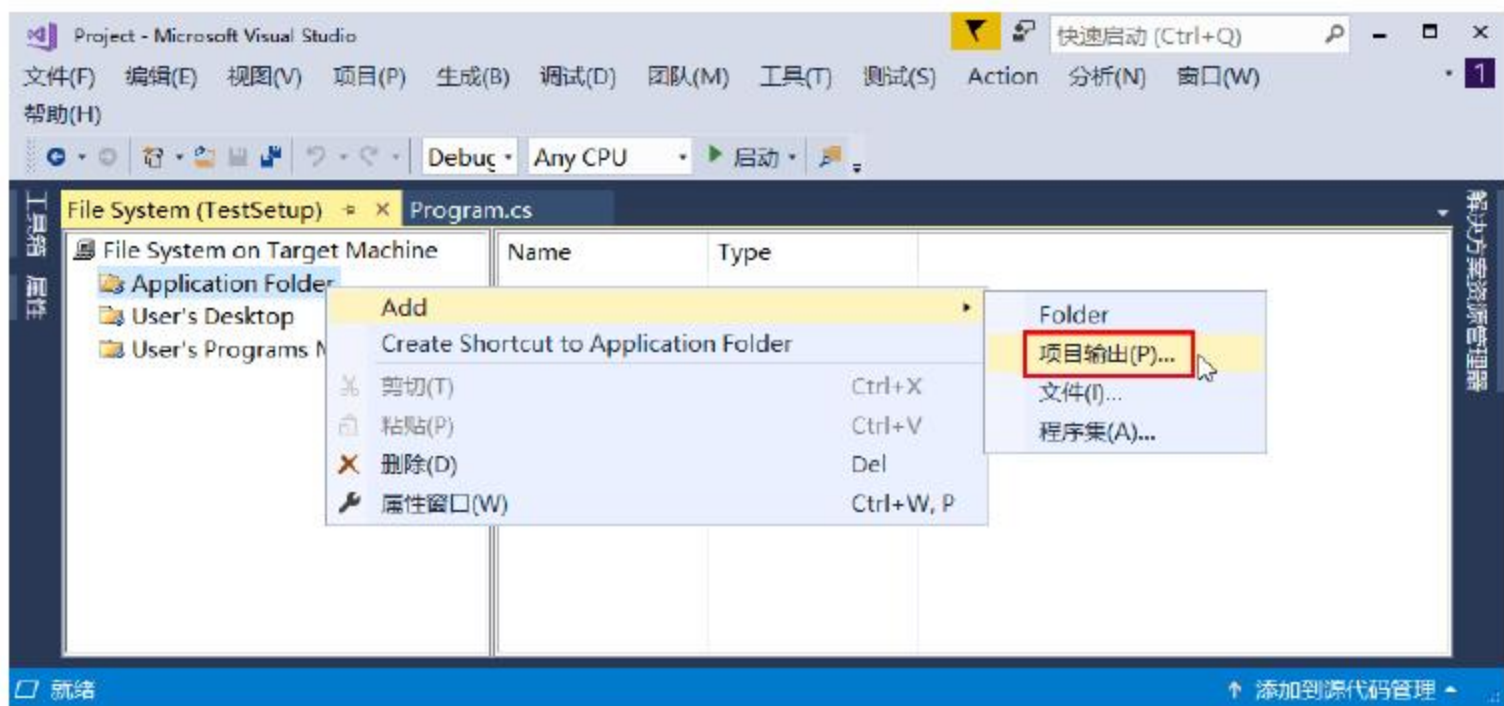 Project - Microsoft Visual Studio
快速启动 (Ctrl+Q)
文件(F) 编辑(E) 视图(V) 项目(P) 生成(B) 调试(D) 团队(M) 工具(T) 测试(S) Action 分析(N) 窗口(W)
1
帮助(H)
Debug Any CPU 启动
工具箱
属性
File System (TestSetup) Program.cs
解决方案资源管理器
File System on Target Machine
Name Type
Application Folder
User's Desktop
User's Programs M
Add
Create Shortcut to Application Folder
剪切(T) Ctrl+X
粘贴(P) Ctrl+V
删除(D) Del
属性窗口(W) Ctrl+W, P
Folder
项目输出(P)...
文件(I)...
程序集(A)...
就绪
添加到源代码管理